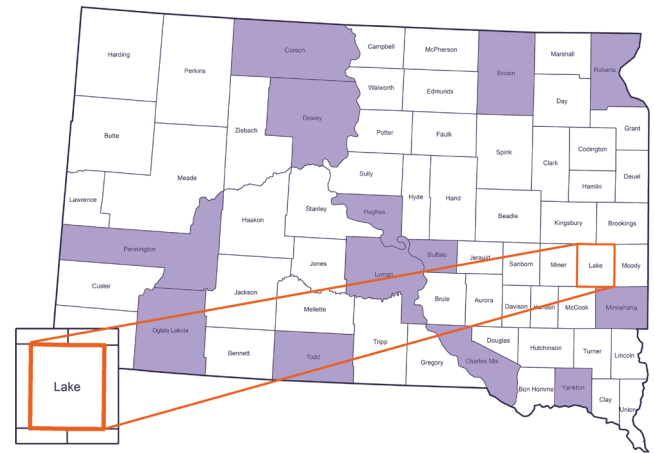 Harding
Perkins
Corson
Campbell
McPherson
Brown
Marshall
Roberts
Walworth
Edmunds
Day
Butte
Ziebach
Dewey
Potter
Faulk
Grant
Spink
Codington
Clark
Deuel
Meade
Sully
Hamlin
Lawrence
Hyde
Hand
Stanley
Hughes
Beadle
Kingsbury
Brookings
Haakon
Pennington
Buffalo
Jerauld
Sanborn
Miner
Lake
Moody
Jones
Lyman
Custer
Jackson
Brule
Aurora
Davison
Hanson
McCook
Minnehaha
Mellette
Oglala Lakota
Tripp
Douglas
Hutchinson
Turner
Lincoln
Bennett
Todd
Gregory
Charles Mix
Bon Homme
Yankton
Clay
Union
Lake